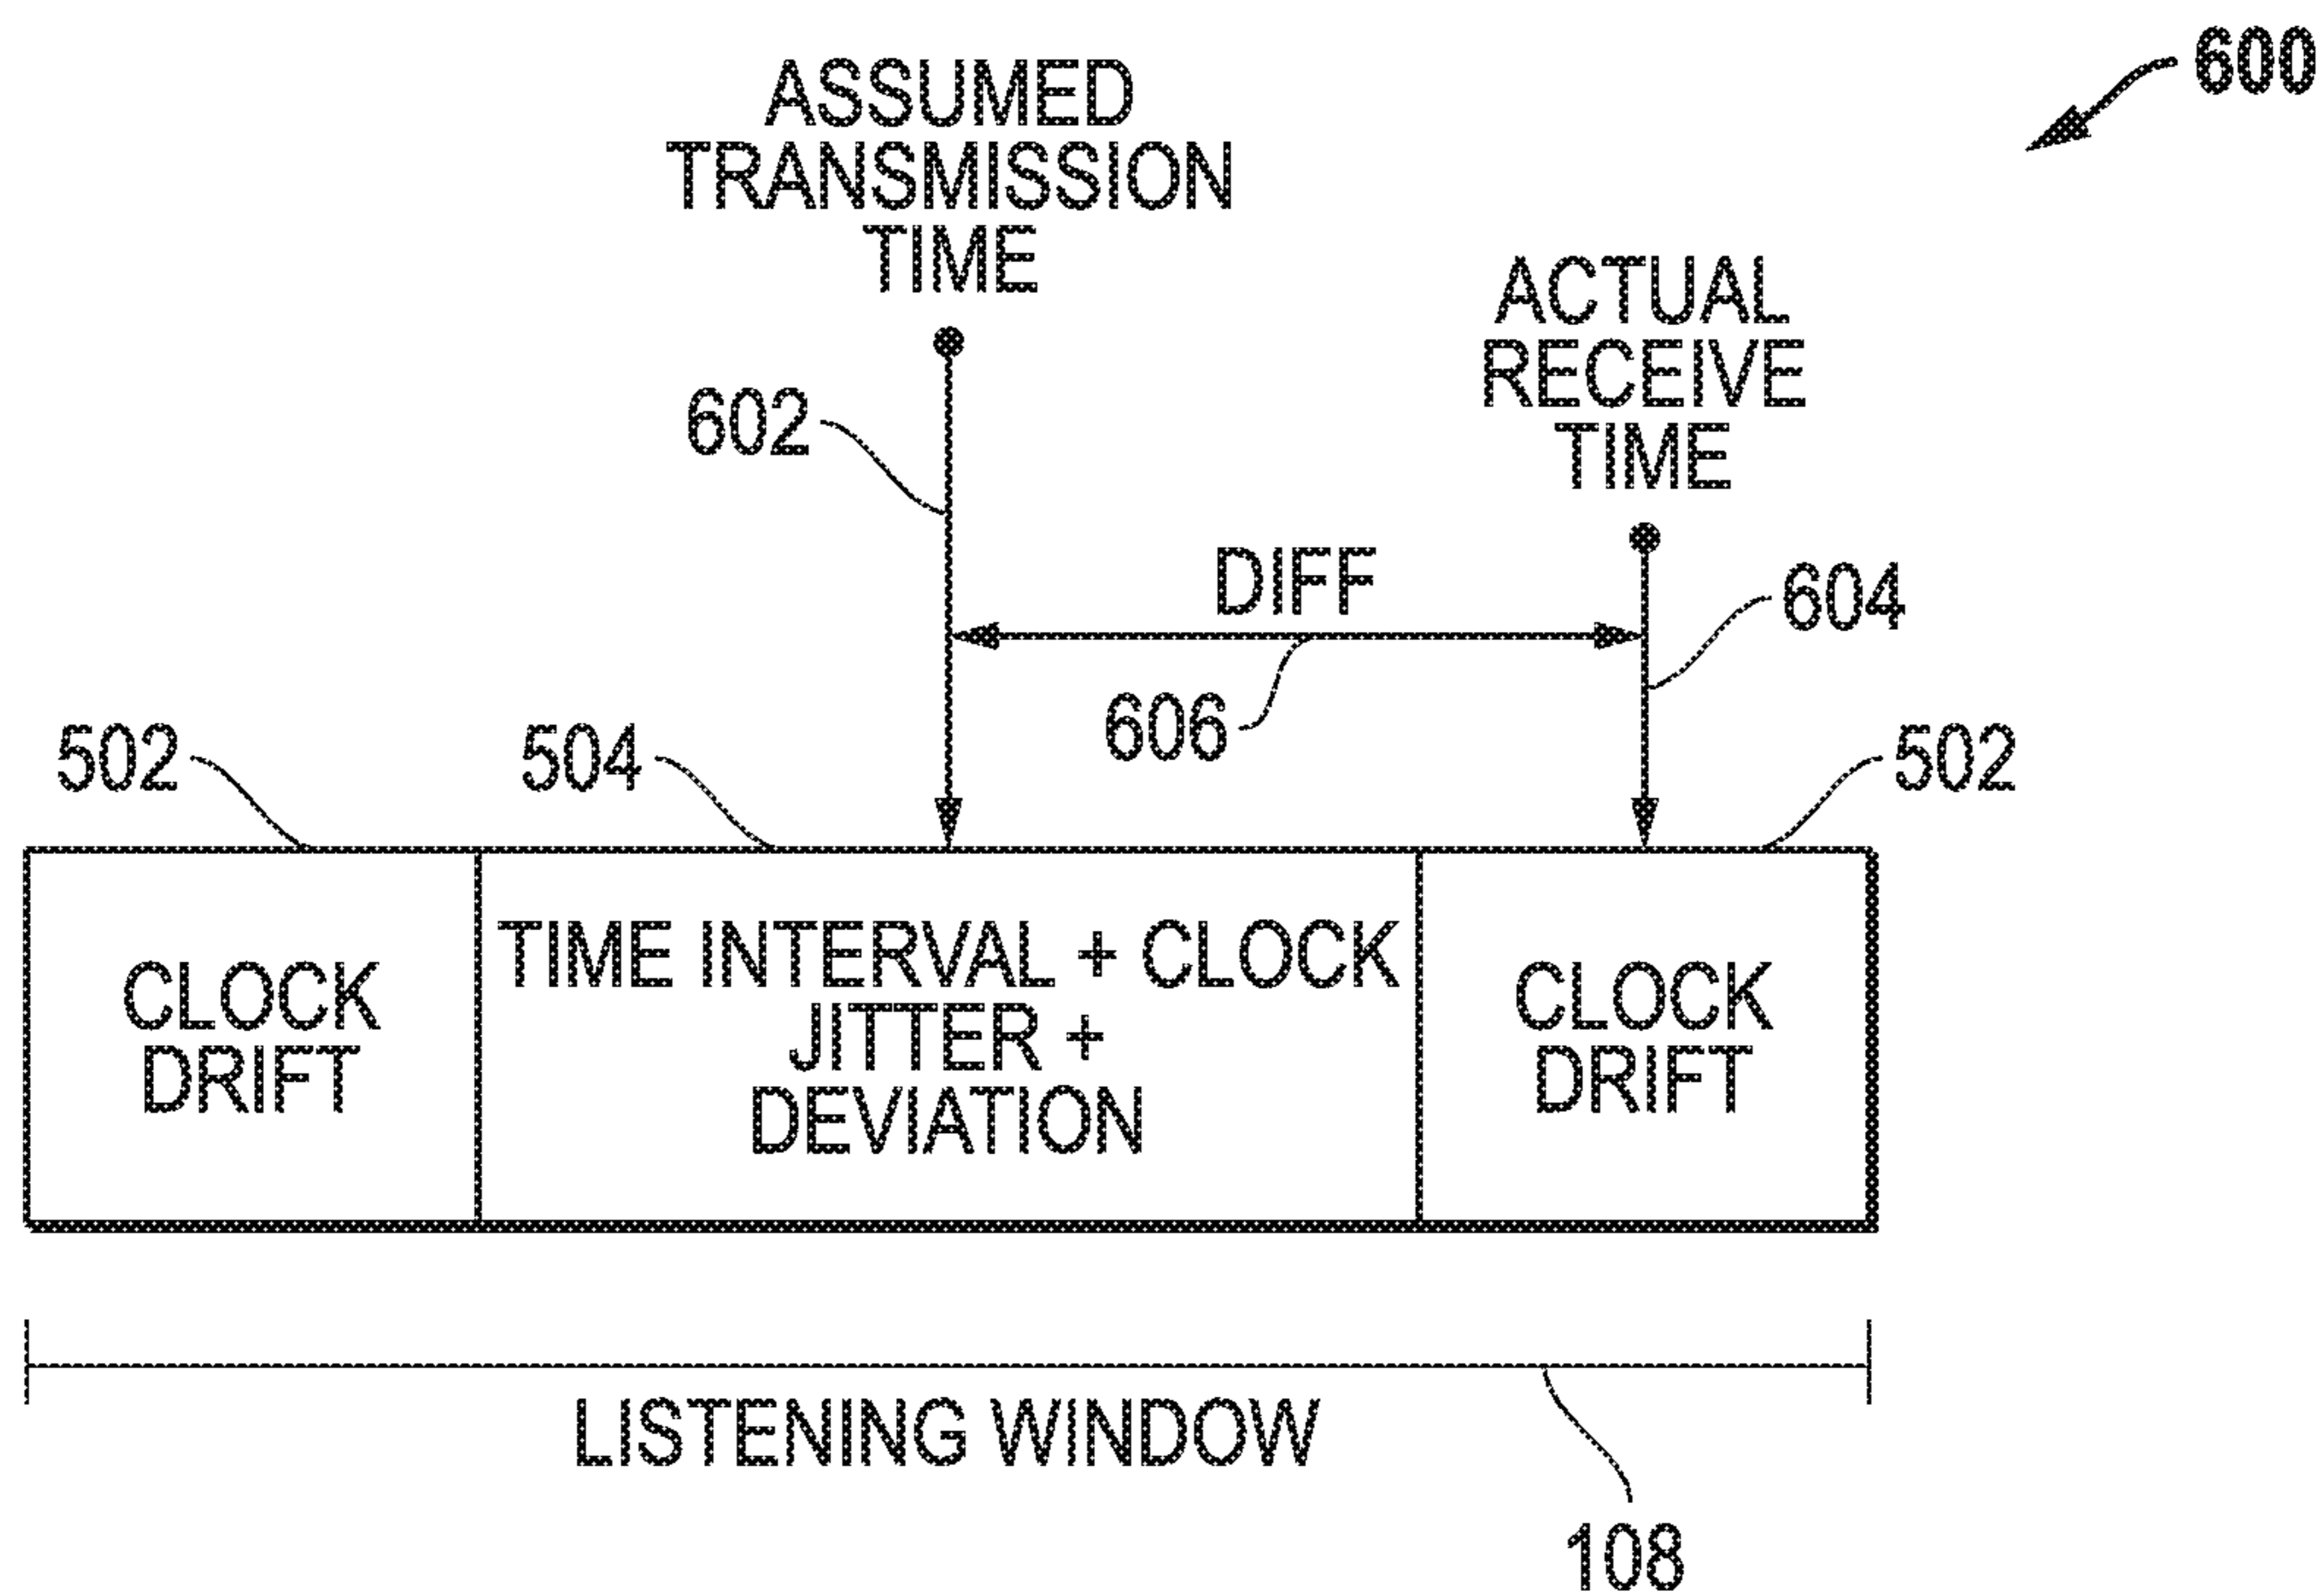 600
ASSUMED
TRANSMISSION
TIME
ACTUAL
RECEIVE
TIME
602
DIFF
604
606
502
504
502
CLOCK
DRIFT
TIME INTERVAL + CLOCK
JITTER +
DEVIATION
CLOCK
DRIFT
LISTENING WINDOW
108